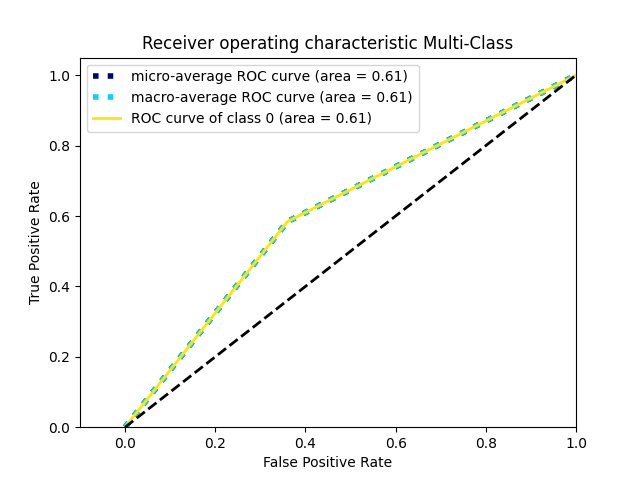 Receiver operating characteristic Multi-Class
micro-average ROC curve (area = 0.61)
macro-average ROC curve (area = 0.61)
ROC curve of class 0 (area = 0.61)
True Positive Rate
1.0
0.8
0.6
0.4
0.2
0.0
0.0 0.2 0.4 0.6 0.8 1.0
False Positive Rate